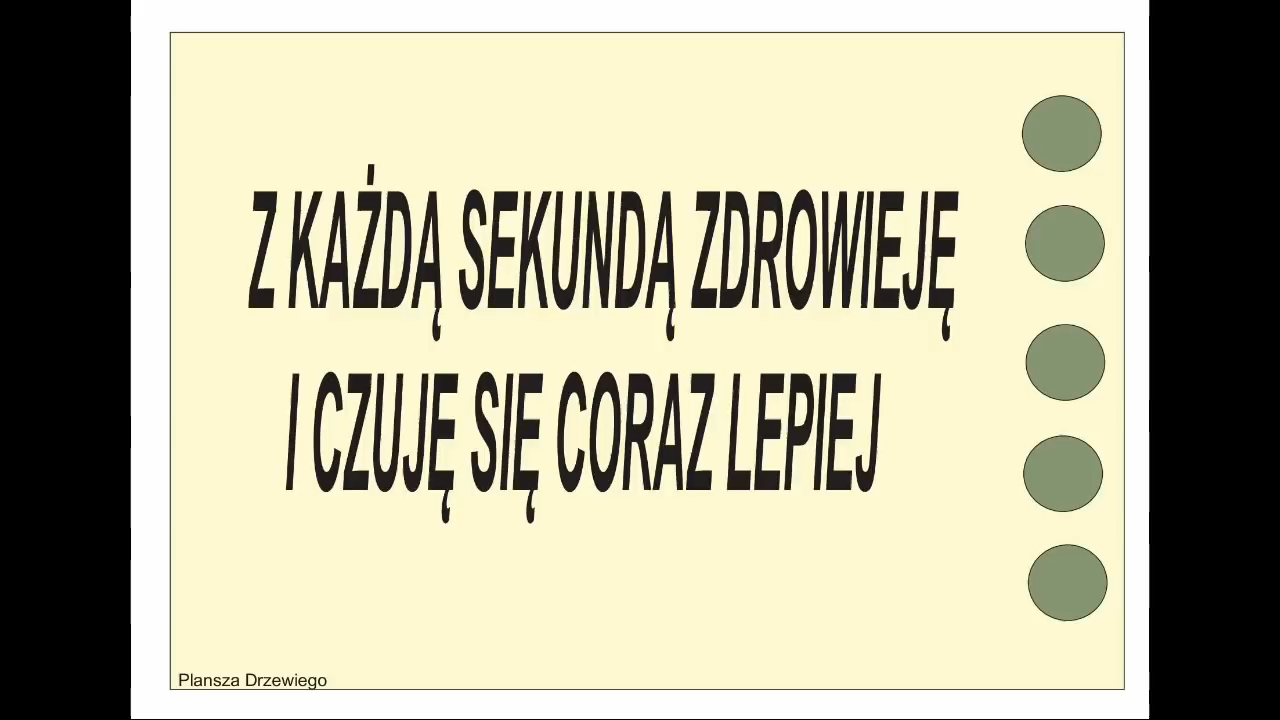 Z KAŻDĄ SEKUNDĄ ZDROWIEJĘ
I CZUJĘ SIĘ CORAZ LEPIEJ
Plansza Drzewiego